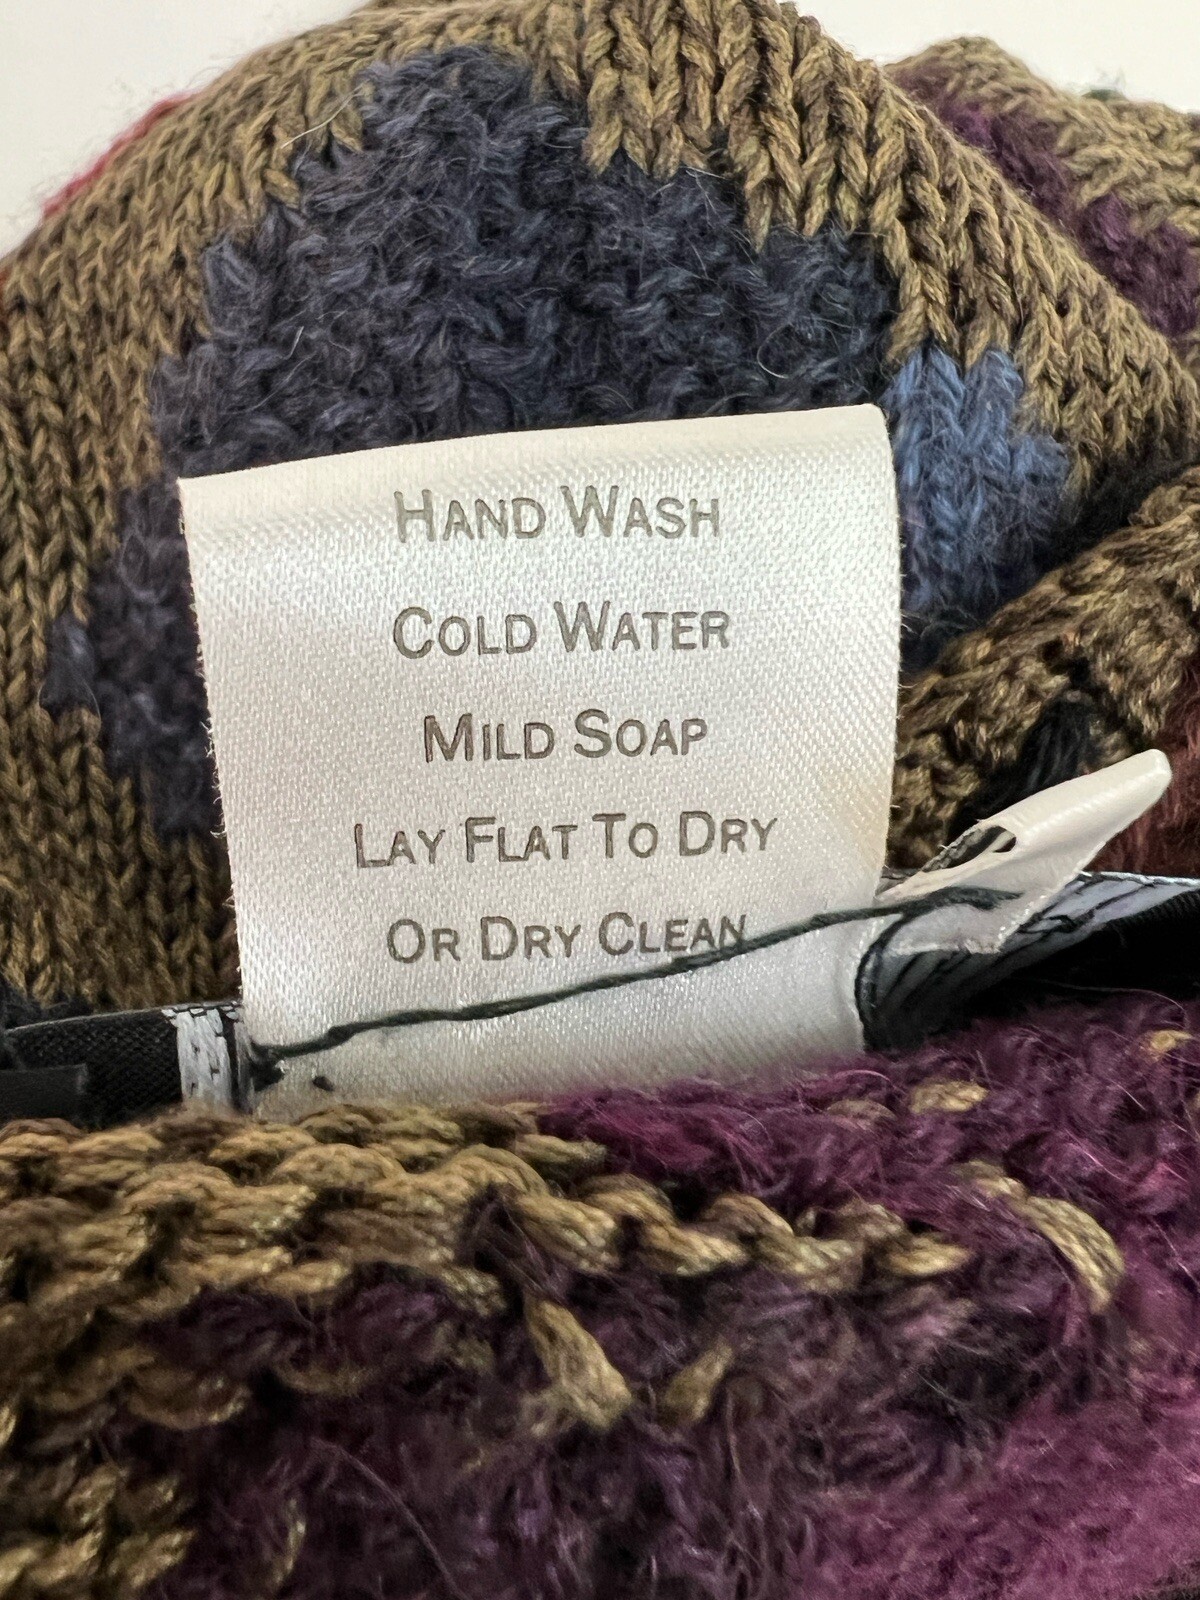 HAND WASH
COLD WATER
MILD SOAP
LAY FLAT TO DRY
OR DRY CLEAN